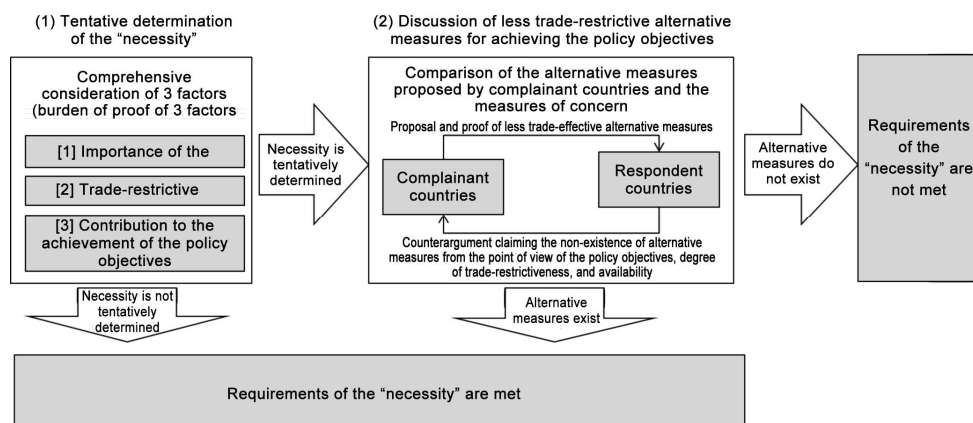 (1) Tentative determination
of the “necessity”
Comprehensive
consideration of 3 factors
(burden of proof of 3 factors
[1] Importance of the
[2] Trade-restrictive
[3] Contribution to the
achievement of the policy
objectives
Necessity is
tentatively
determined
(2) Discussion of less trade-restrictive alternative
measures for achieving the policy objectives
Comparison of the alternative measures
proposed by complainant countries and the
measures of concern
Proposal and proof of less trade-effective alternative measures
Complainant
countries
Respondent
countries
Counterargument claiming the non-existence of alternative
measures from the point of view of the policy objectives, degree
of trade-restrictiveness, and availability
Alternative
measures do
not exist
Requirements
of the
“necessity” are
not met
Necessity is not
tentatively
determined
Alternative
measures exist
Requirements of the “necessity” are met